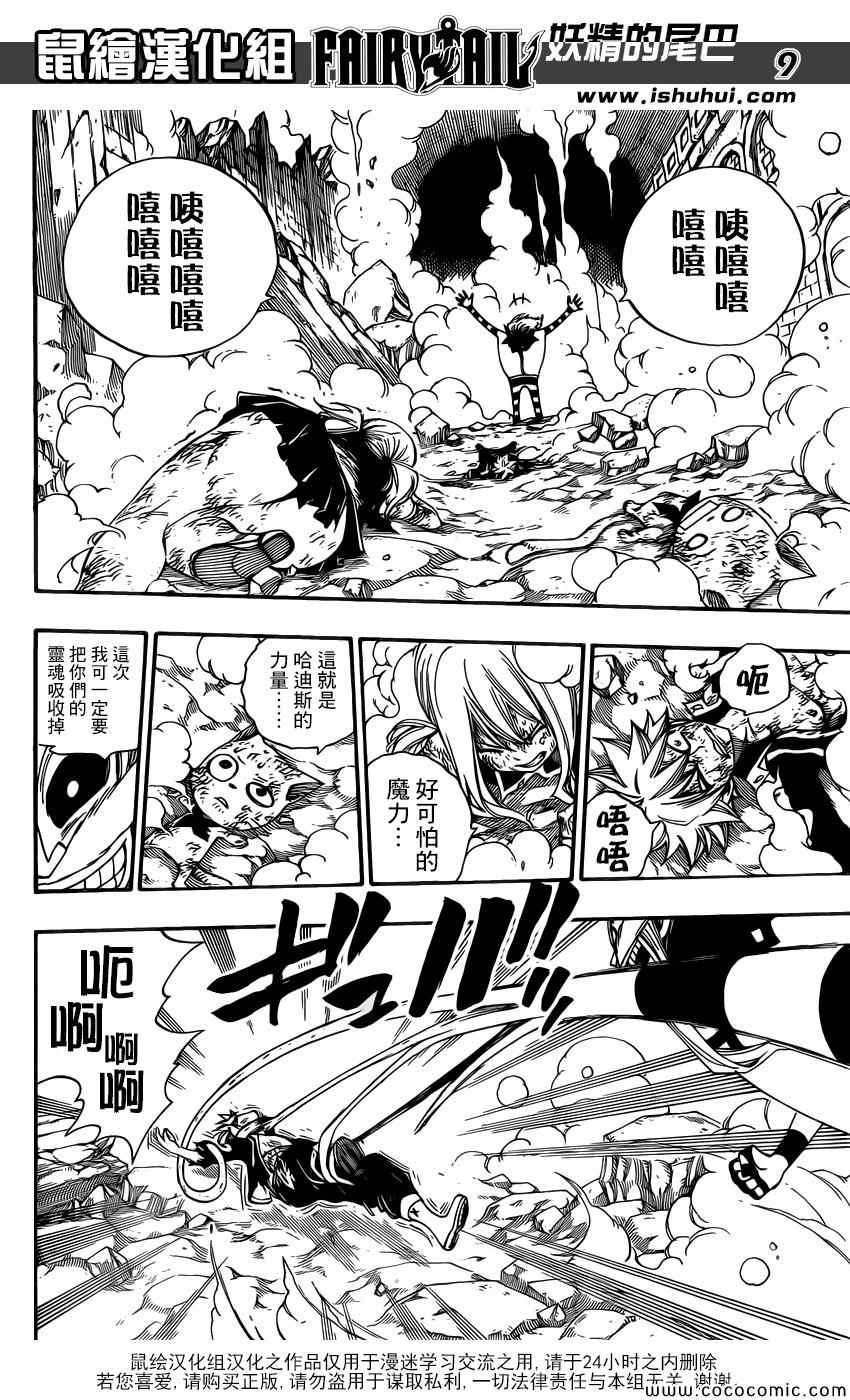 鼠繪漢化組
FAIRY TAIL
妖精的尾巴
9
www.ishuhui.com
咦嘻嘻
嘻嘻
咦嘻嘻嘻
嘻嘻嘻
呃
唔唔
好可怕的
魔力…
這就是
哈迪斯的
力量……
這次
我可一定要
把你們的
靈魂吸收掉
ギュルル!!!
呃
啊
啊
啊
鼠绘汉化组汉化之作品仅用于漫迷学习交流之用,请于24小时之内删除
若您喜爱,请购买正版,请勿盗用于谋取私利,一切法律责任与本组无关,谢谢.
www.cococomic.com